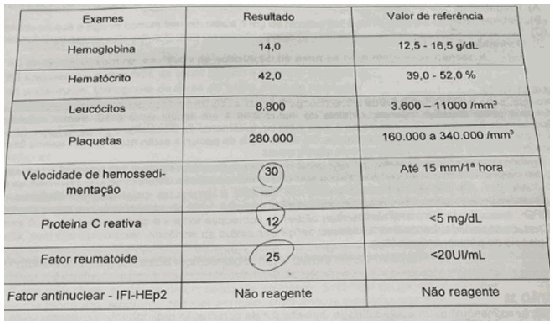 Exames Resultado Valor de referência
Hemoglobina 14,0 12,5 - 16,5 g/dL
Hematócrito 42,0 39,0 - 52,0 %
Leucócitos 8.800 3.600 – 11000 /mm³
Plaquetas 280.000 160.000 a 340.000 /mm³
Velocidade de hemossedi- 30 Até 15 mm/1ª hora
mentação
Proteina C reativa 12 <5 mg/dL
Fator reumatoide 25 <20UI/mL
Fator antinuclear - IFI-HEp2 Não reagente Não reagente